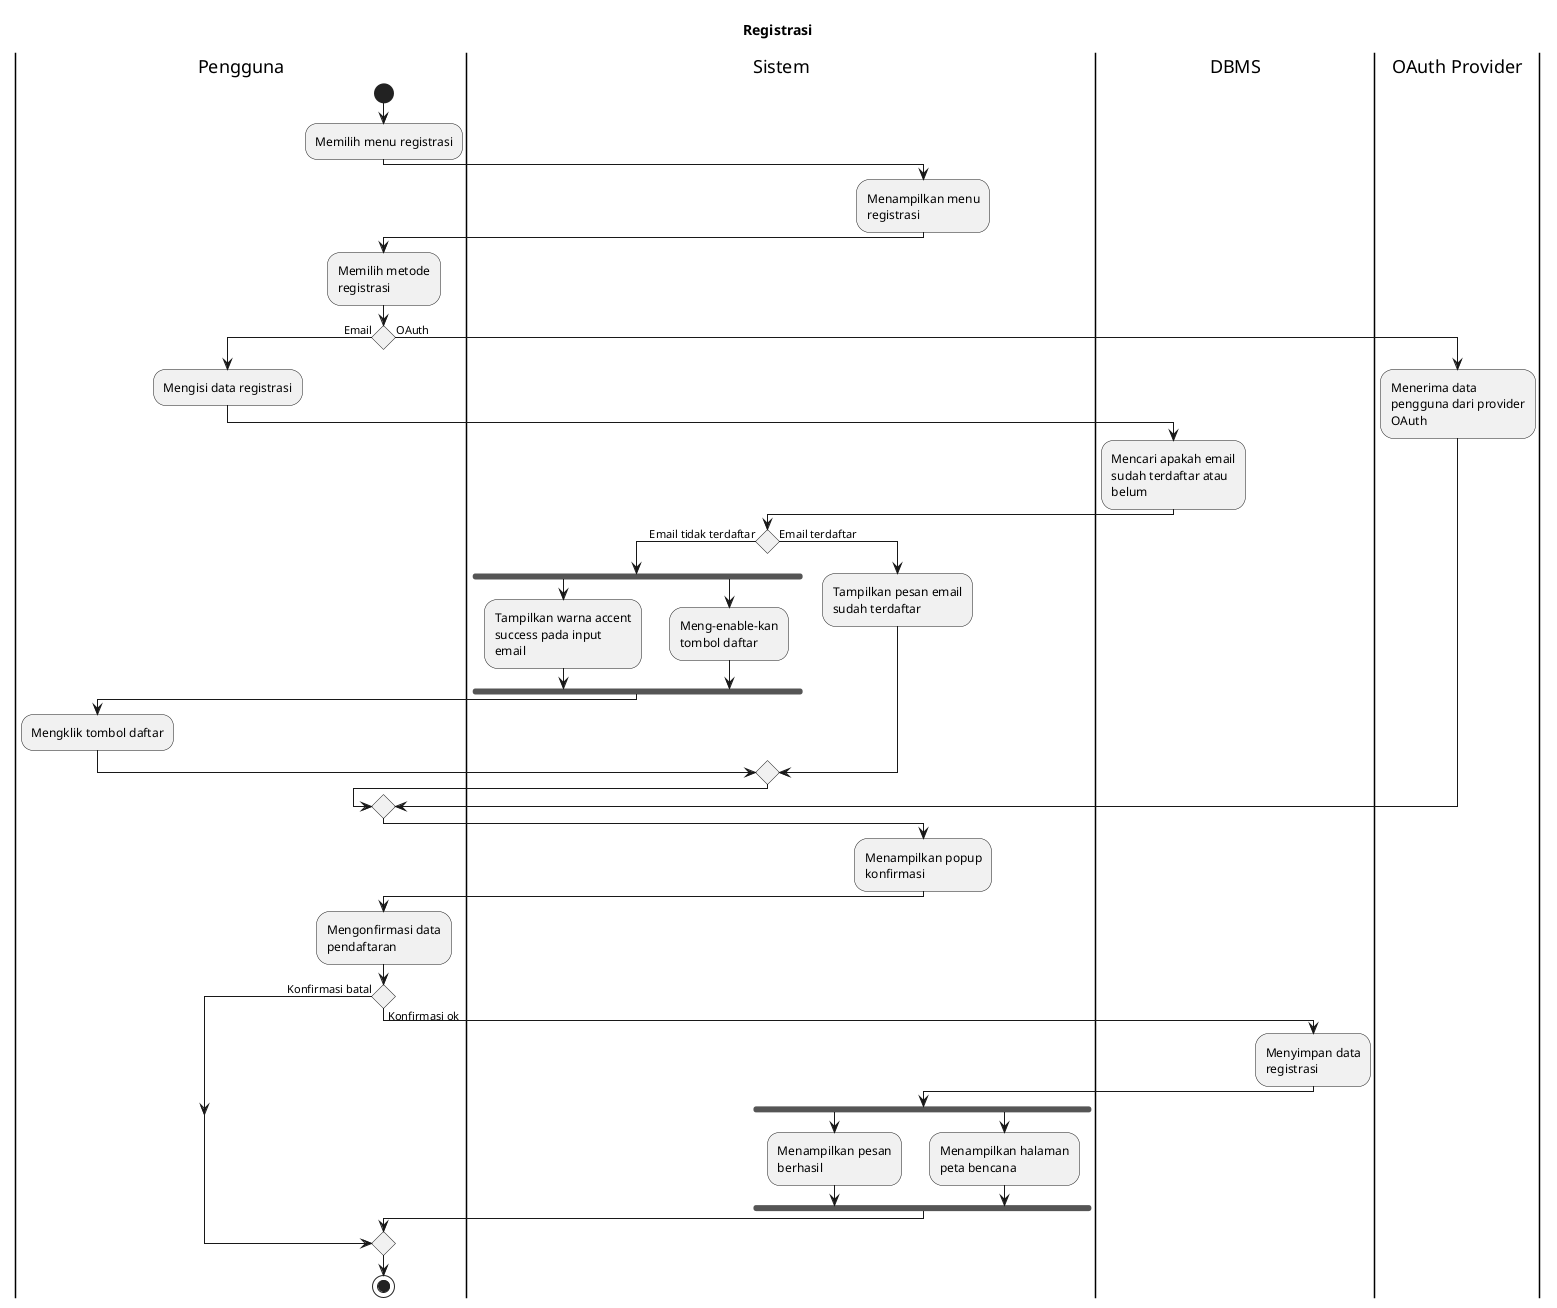 Registrasi
Pengguna
Sistem
DBMS
OAuth Provider
Memilih menu registrasi
Menampilkan menu
registrasi
Memilih metode
registrasi
Email
OAuth
Mengisi data registrasi
Menerima data
pengguna dari provider
OAuth
Mencari apakah email
sudah terdaftar atau
belum
Email tidak terdaftar
Email terdaftar
Tampilkan warna accent
success pada input
email
Meng-enable-kan
tombol daftar
Tampilkan pesan email
sudah terdaftar
Mengklik tombol daftar
Menampilkan popup
konfirmasi
Mengonfirmasi data
pendaftaran
Konfirmasi batal
Konfirmasi ok
Menyimpan data
registrasi
Menampilkan pesan
berhasil
Menampilkan halaman
peta bencana